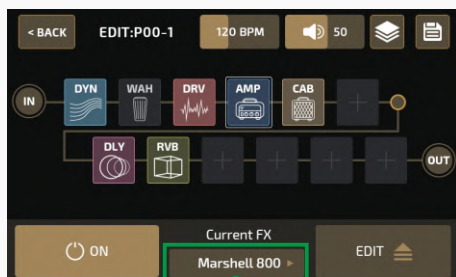 < BACK EDIT:P00-1 120 BPM 50
IN DYN WAH DRV AMP CAB
DLY RVB OUT
Current FX
ON Marshell 800 EDIT